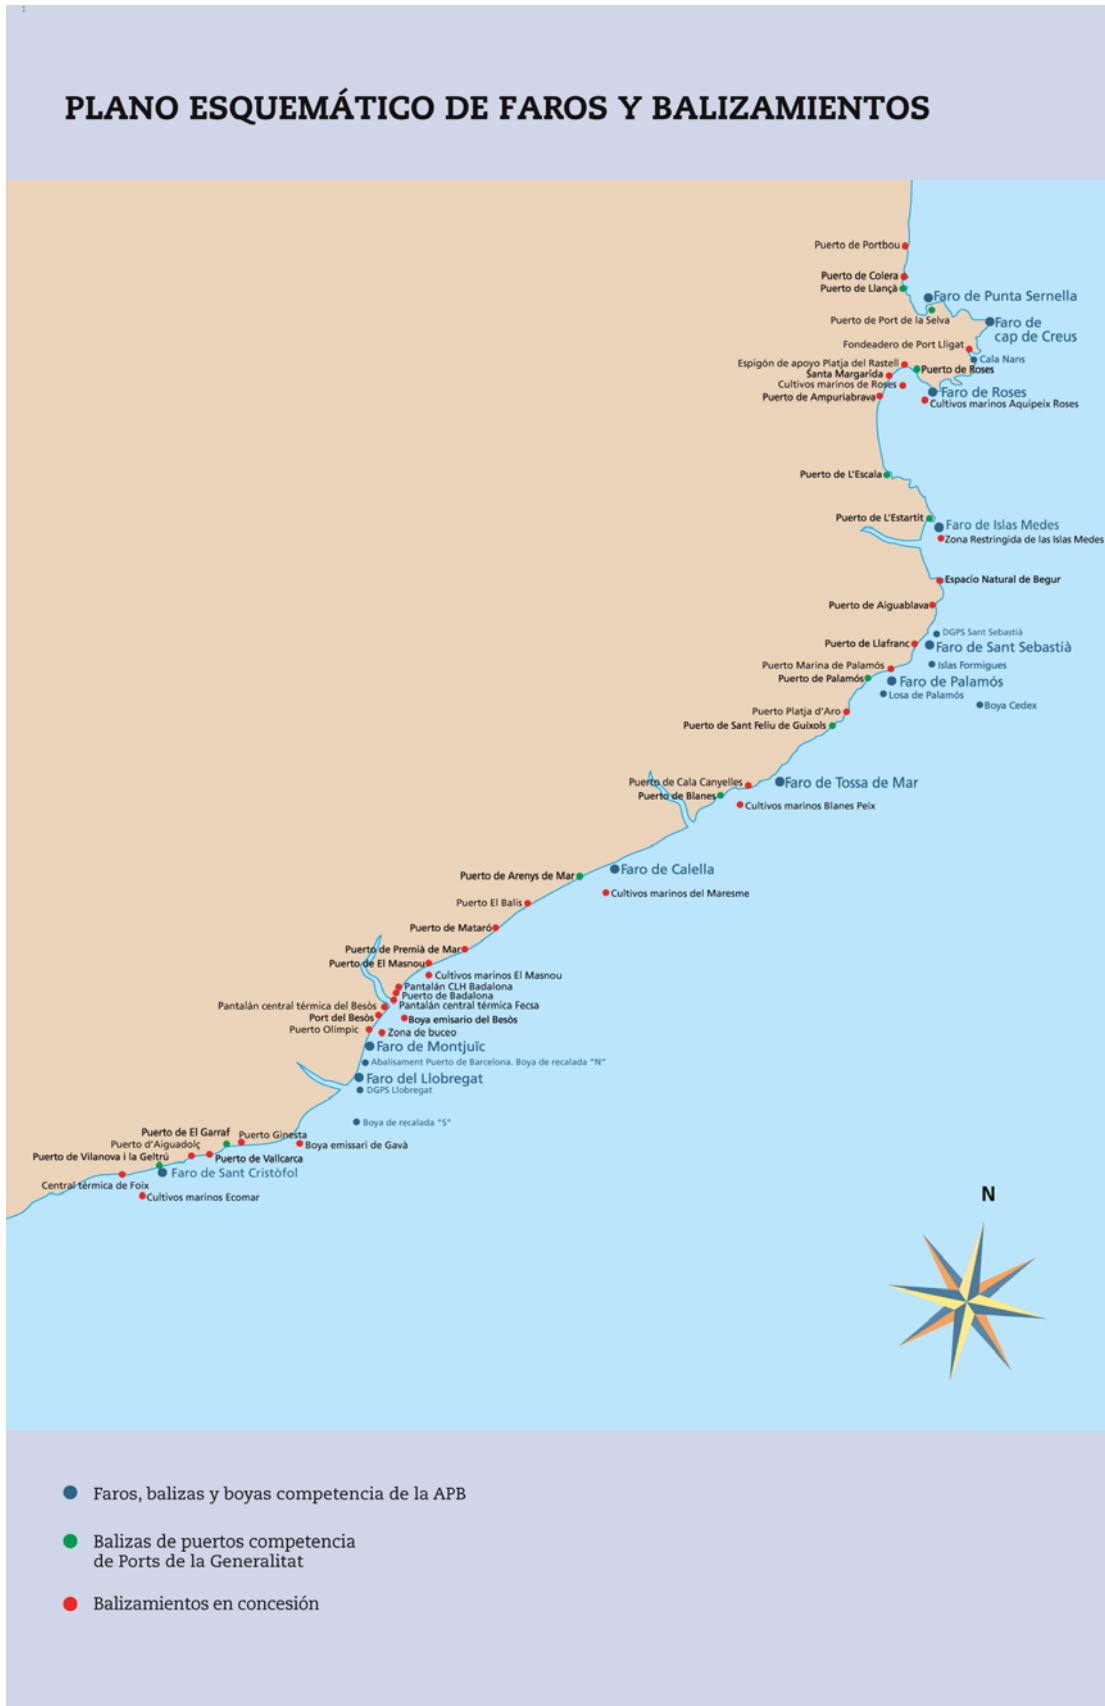 PLANO ESQUEMÁTICO DE FAROS Y BALIZAMIENTOS
Puerto de Portbou
Puerto de Colera
Puerto de Llançà
Faro de Punta Sernella
Puerto de Port de la Selva
Faro de
cap de Creus
Fondeadero de Port Lligat
Cala Nans
Espigón de apoyo Platja del Rastell
Puerto de Roses
Santa Margarida
Cultivos marinos de Roses
Faro de Roses
Puerto de Ampuriabrava
Cultivos marinos Aquipeix Roses
Puerto de L'Escala
Puerto de L'Estartit
Faro de Islas Medes
Zona Restringida de las Islas Medes
Espacio Natural de Begur
Puerto de Aiguablava
DGPS Sant Sebastià
Puerto de Llafranc
Faro de Sant Sebastià
Puerto Marina de Palamós
Islas Formigues
Puerto de Palamós
Faro de Palamós
Losa de Palamós
Boya Cedex
Puerto Platja d'Aro
Puerto de Sant Feliu de Guíxols
Puerto de Cala Canyelles
Faro de Tossa de Mar
Puerto de Blanes
Cultivos marinos Blanes Peix
Faro de Calella
Puerto de Arenys de Mar
Cultivos marinos del Maresme
Puerto El Balis
Puerto de Mataró
Puerto de Premià de Mar
Puerto de El Masnou
Cultivos marinos El Masnou
Pantalán CLH Badalona
Puerto de Badalona
Pantalán central térmica del Besòs
Pantalán central térmica Fecsa
Port del Besòs
Boya emisario del Besòs
Puerto Olímpic
Zona de buceo
Faro de Montjuïc
Abalisament Puerto de Barcelona. Boya de recalada "N"
Faro del Llobregat
DGPS Llobregat
Boya de recalada "S"
Puerto de El Garraf
Puerto Ginesta
Puerto d'Aiguadolç
Boya emissari de Gavà
Puerto de Vilanova i la Geltrú
Puerto de Vallcarca
Faro de Sant Cristòfol
Central térmica de Foix
Cultivos marinos Ecomar
N
Faros, balizas y boyas competencia de la APB
Balizas de puertos competencia
de Ports de la Generalitat
Balizamientos en concesión